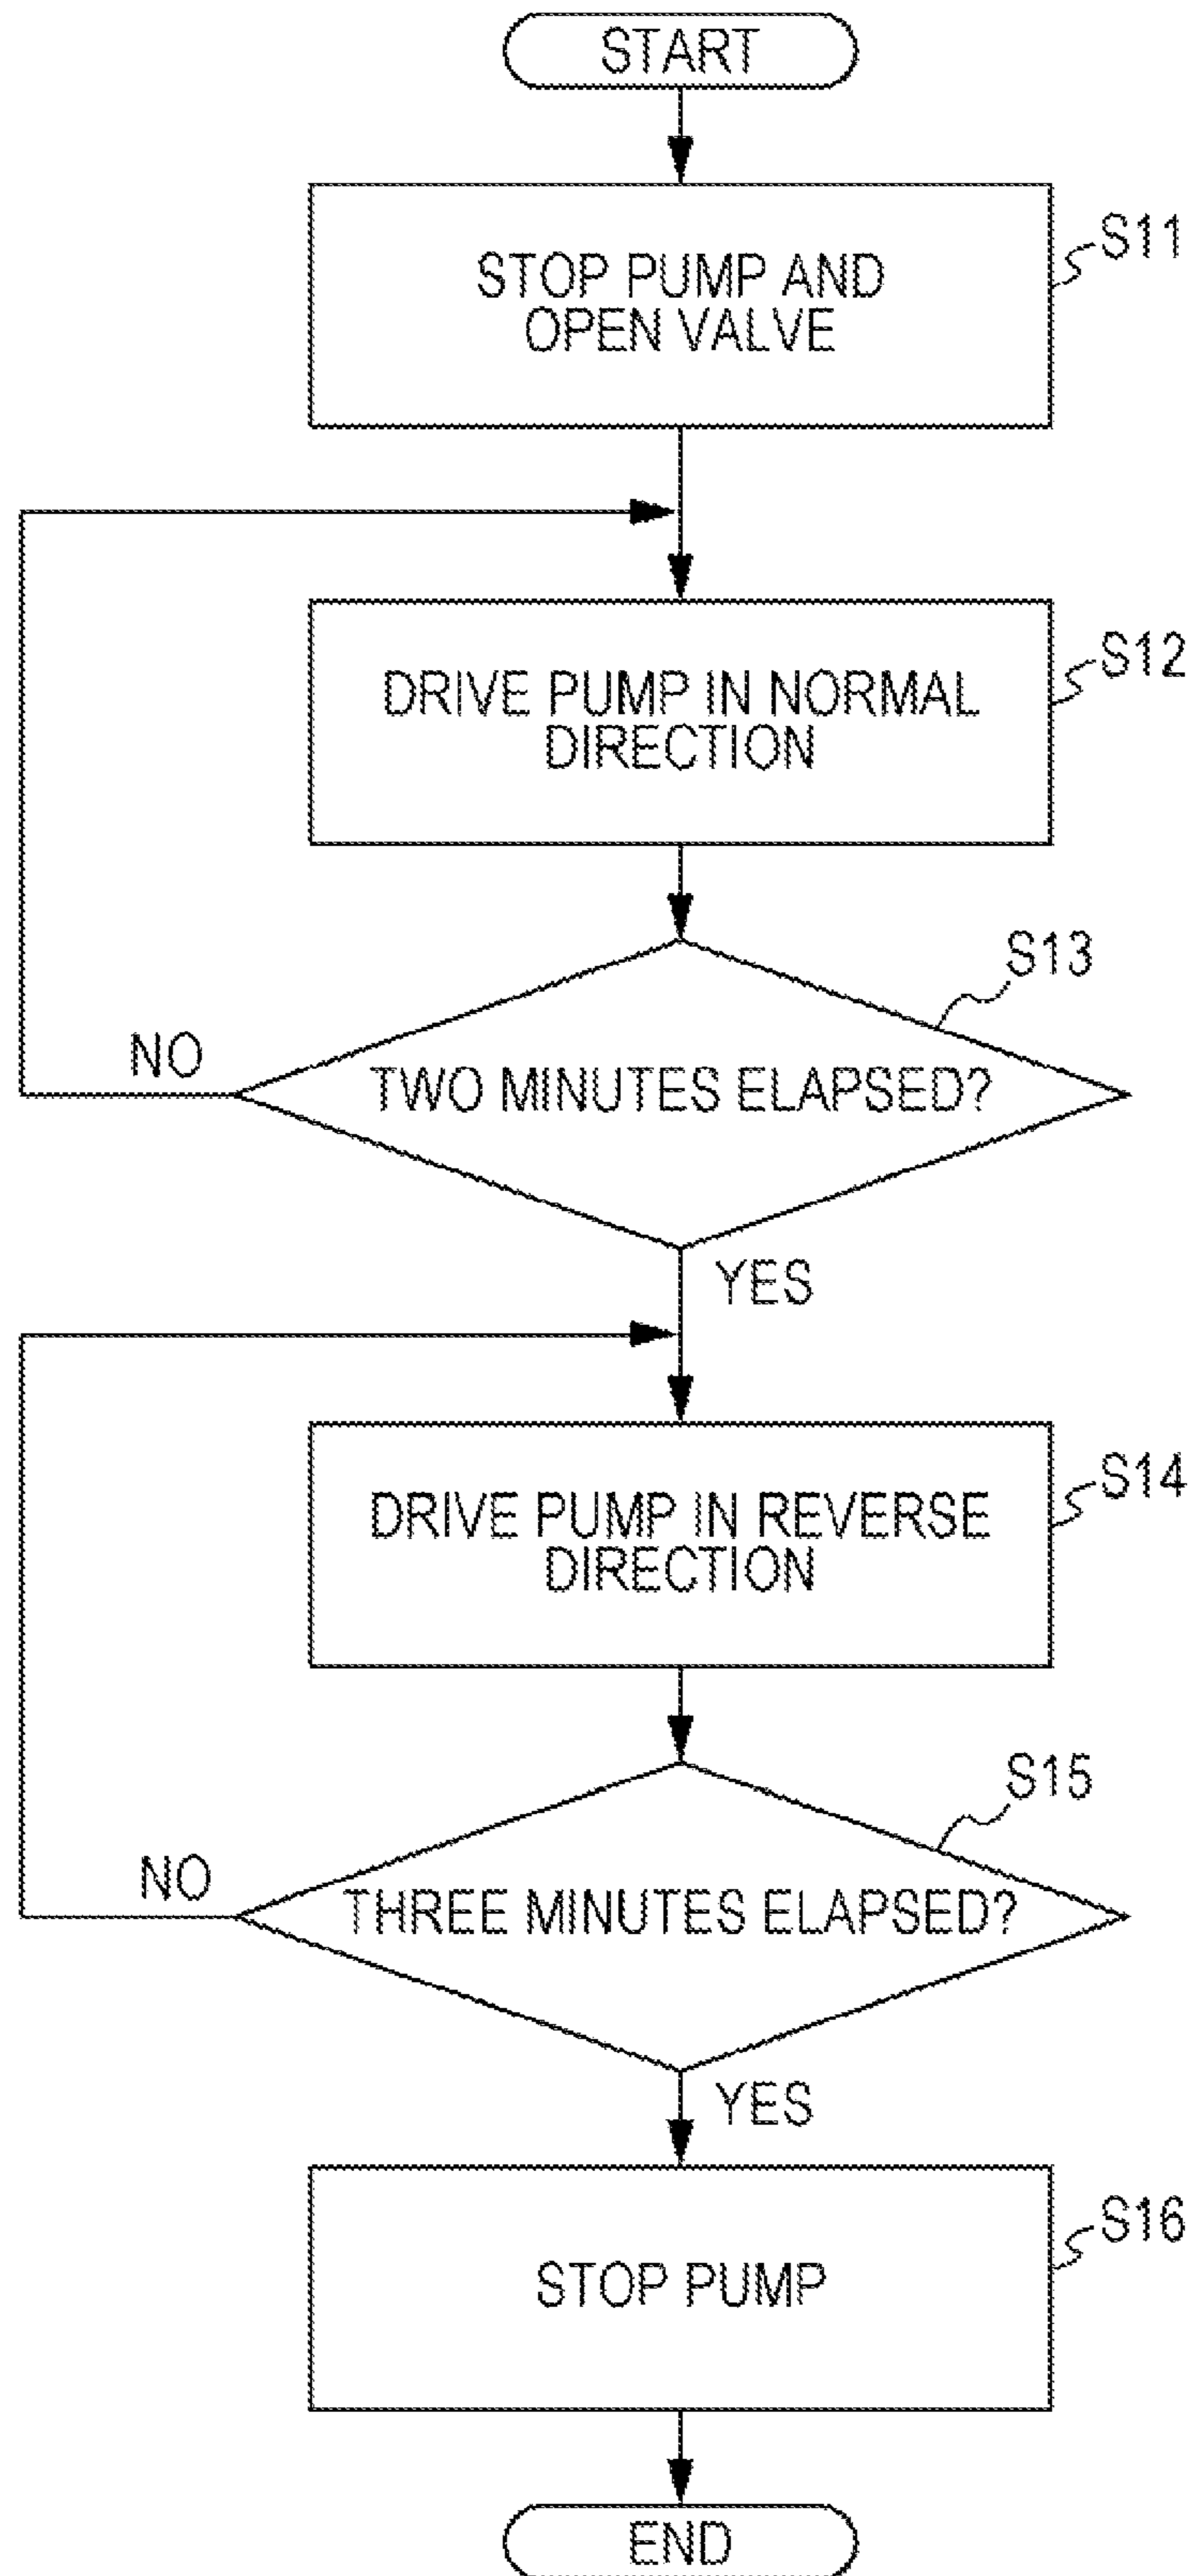 START
STOP PUMP AND
OPEN VALVE
S11
DRIVE PUMP IN NORMAL
DIRECTION
S12
S13
TWO MINUTES ELAPSED?
NO
YES
DRIVE PUMP IN REVERSE
DIRECTION
S14
S15
THREE MINUTES ELAPSED?
NO
YES
STOP PUMP
S16
END